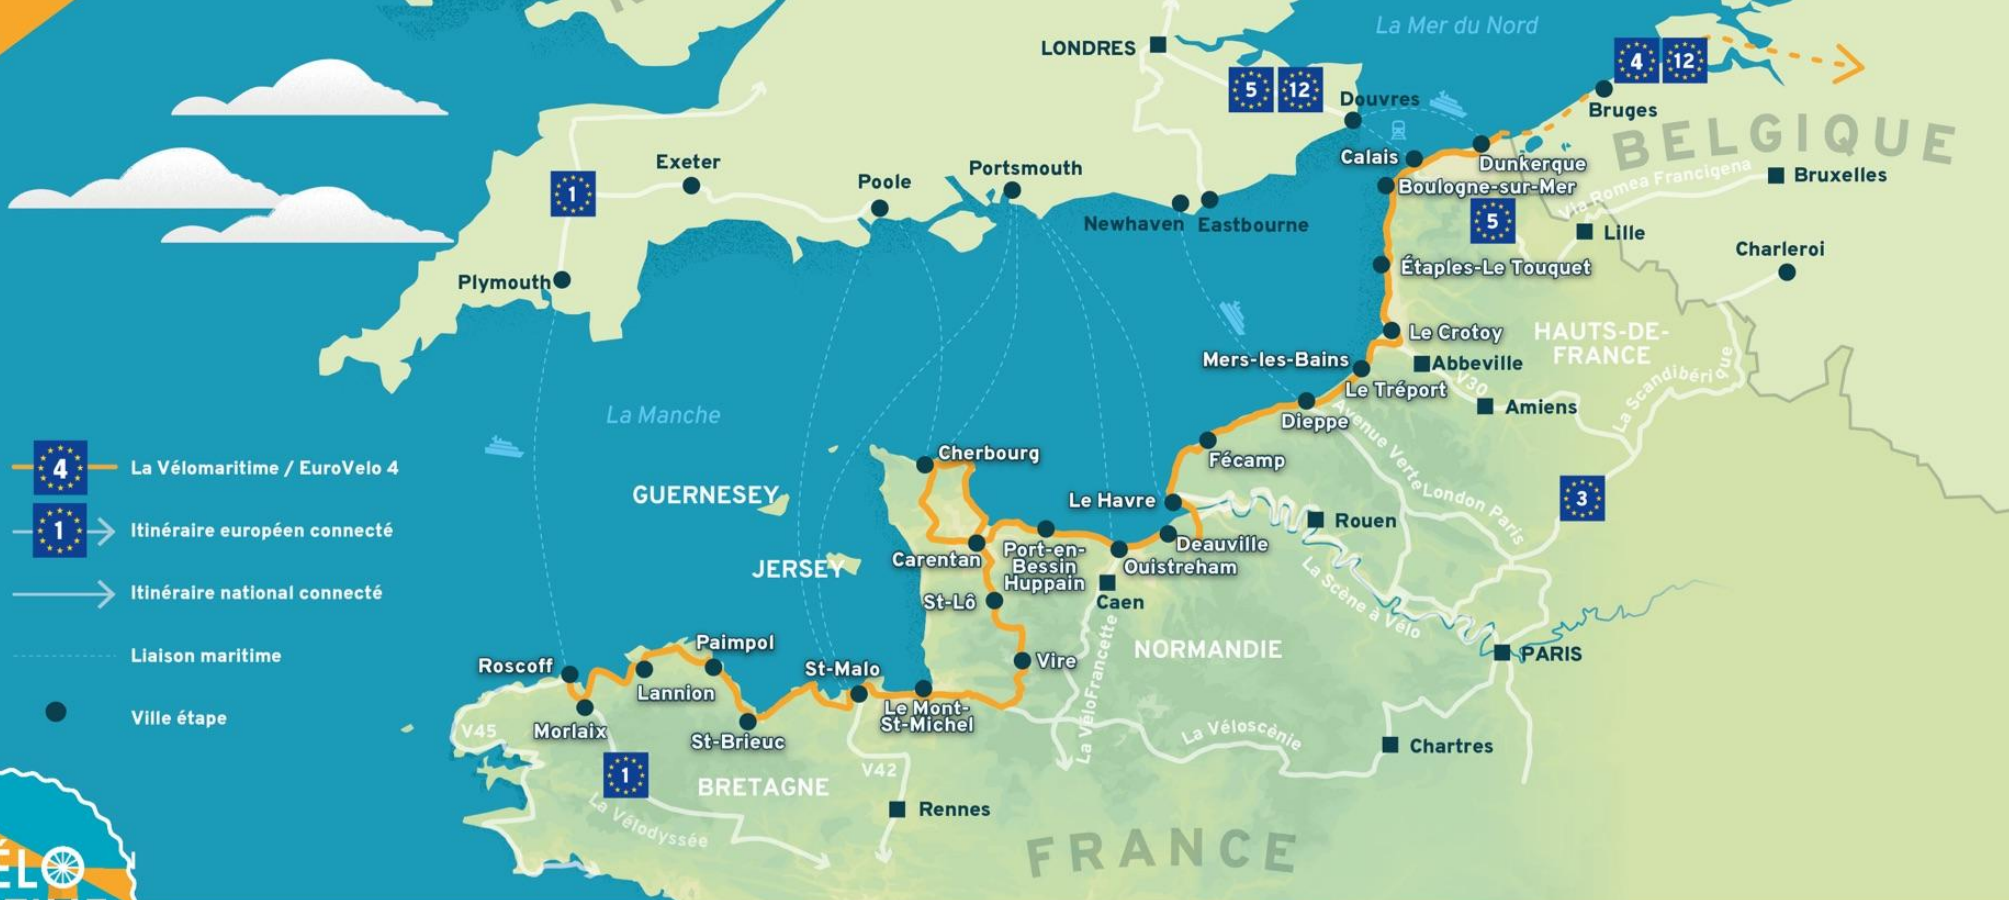 La Mer du Nord
LONDRES
4
12
5
12
Douvres
Bruges
BELGIQUE
Exeter
Portsmouth
Poole
Calais
Dunkerque
Boulogne-sur-Mer
Via Romea Francigena
Bruxelles
1
Newhaven
Eastbourne
5
Lille
Charleroi
Plymouth
Étaples-Le Touquet
Le Crotoy
HAUTS-DE-
FRANCE
Mers-les-Bains
Abbeville
Le Tréport
V30
Amiens
La Scandibérique
La Manche
Dieppe
Avenue Verte London Paris
Cherbourg
Fécamp
4
La Vélomaritime / EuroVelo 4
GUERNESEY
Le Havre
3
1
Itinéraire européen connecté
Rouen
Carentan
Port-en-
Bessin
Huppain
Deauville
Ouistreham
JERSEY
La Scène à Vélo
Itinéraire national connecté
St-Lô
Caen
Liaison maritime
Roscoff
Paimpol
St-Malo
Vire
La VéloFrancette
NORMANDIE
PARIS
Lannion
Ville étape
V45
Morlaix
St-Brieuc
Le Mont-
St-Michel
La Véloscénie
Chartres
1
BRETAGNE
V42
La Vélodyssée
Rennes
FRANCE